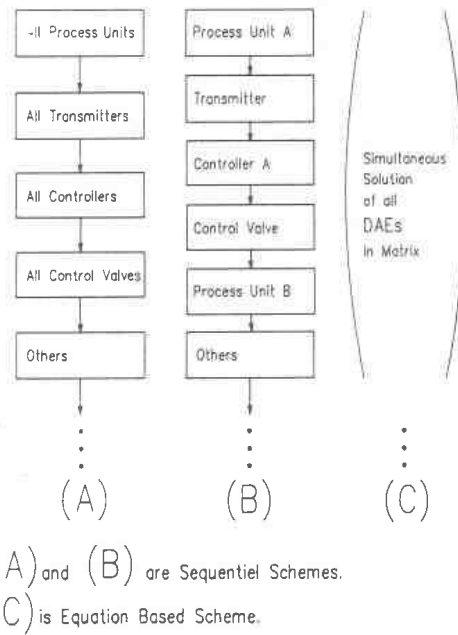 -ll Process Units
All Transmitters
All Controllers
All Control Valves
Others
(A)
Process Unit A
Transmitter
Controller A
Control Valve
Process Unit B
Others
(B)
Simultaneous
Solution
of all
DAEs
in Matrix
(C)
A) and (B) are Sequentiel Schemes.
C) is Equation Based Scheme.